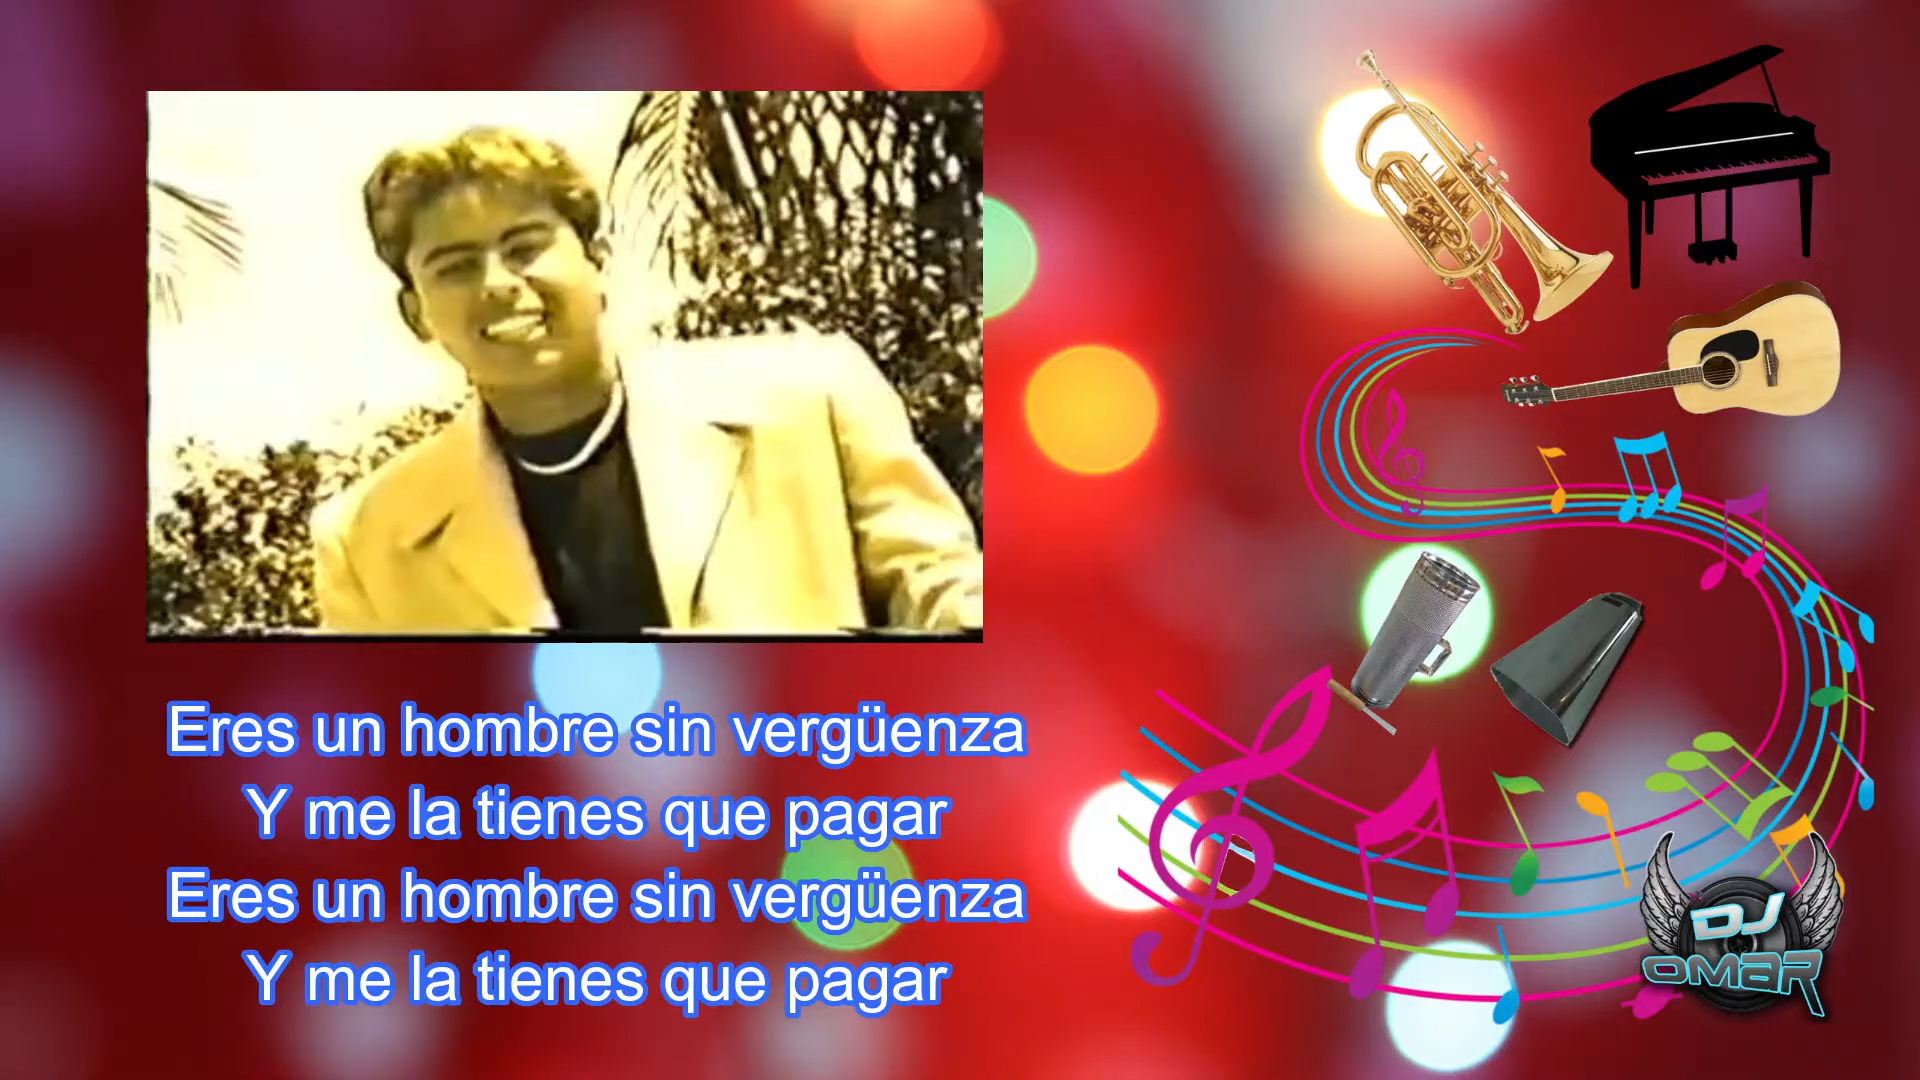 Eres un hombre sin vergüenza
Y me la tienes que pagar
Eres un hombre sin vergüenza
Y me la tienes que pagar
DJ
OMAR